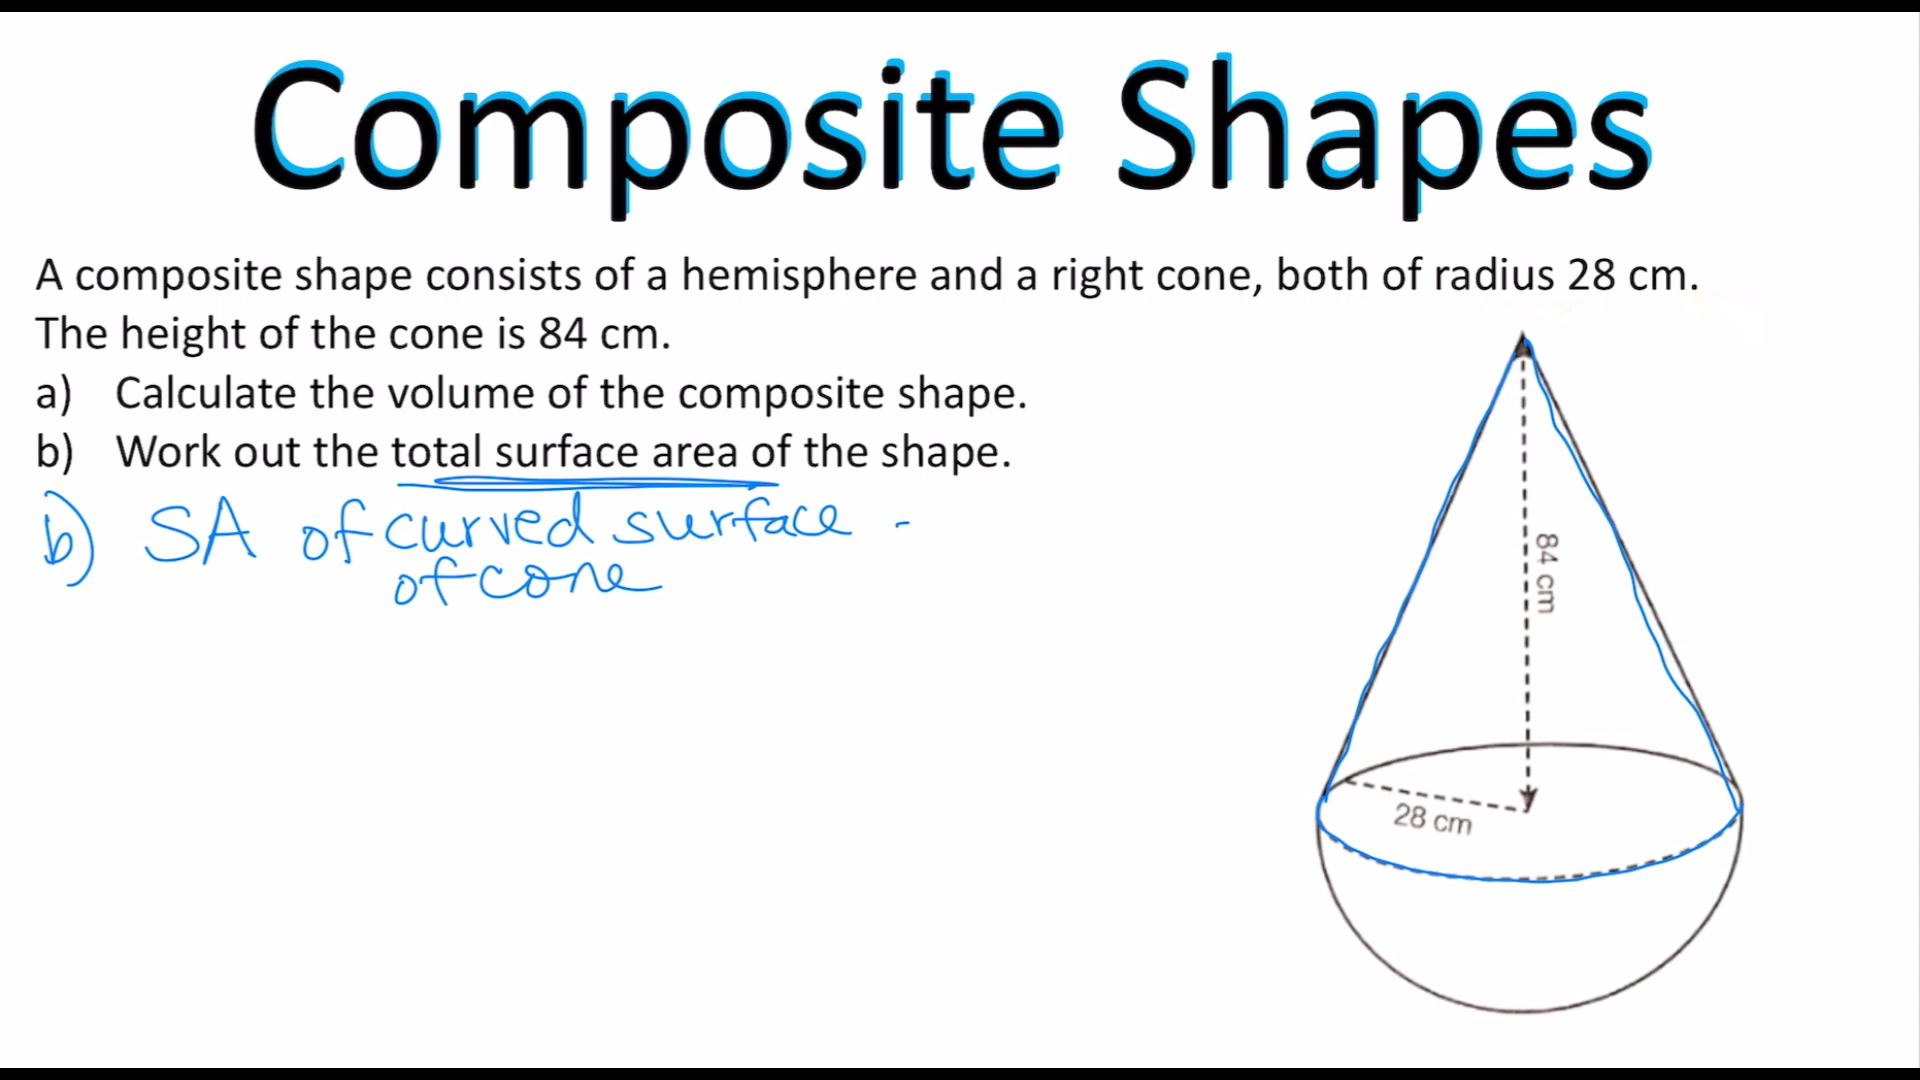 Composite Shapes
A composite shape consists of a hemisphere and a right cone, both of radius 28 cm.
The height of the cone is 84 cm.
a) Calculate the volume of the composite shape.
b) Work out the total surface area of the shape.
b) SA of curved surface -
of cone
84 cm
28 cm